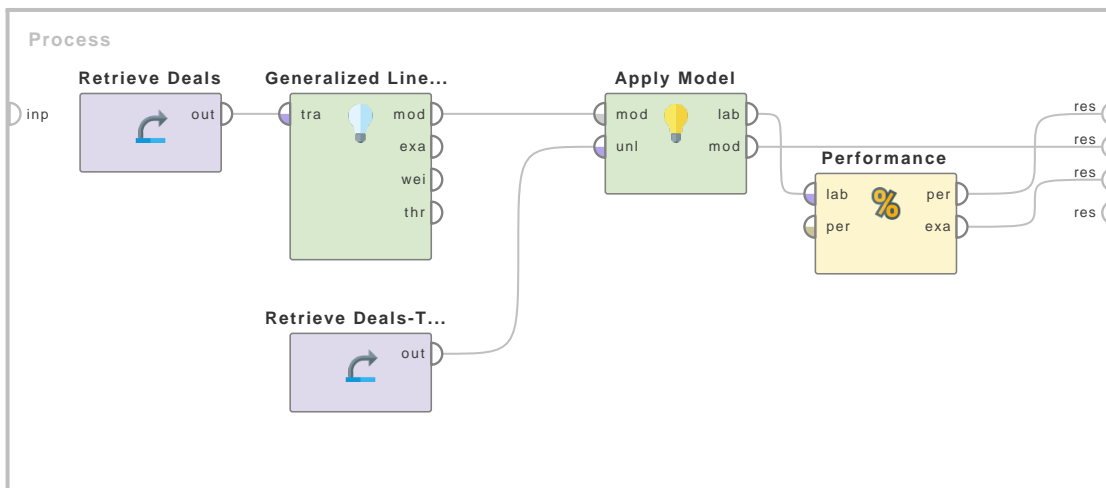 Process
inp
Retrieve Deals
out
Generalized Line...
tra
mod
exa
wei
thr
Retrieve Deals-T...
out
Apply Model
mod
lab
unl
mod
Performance
lab
per
per
exa
%
res
res
res
res